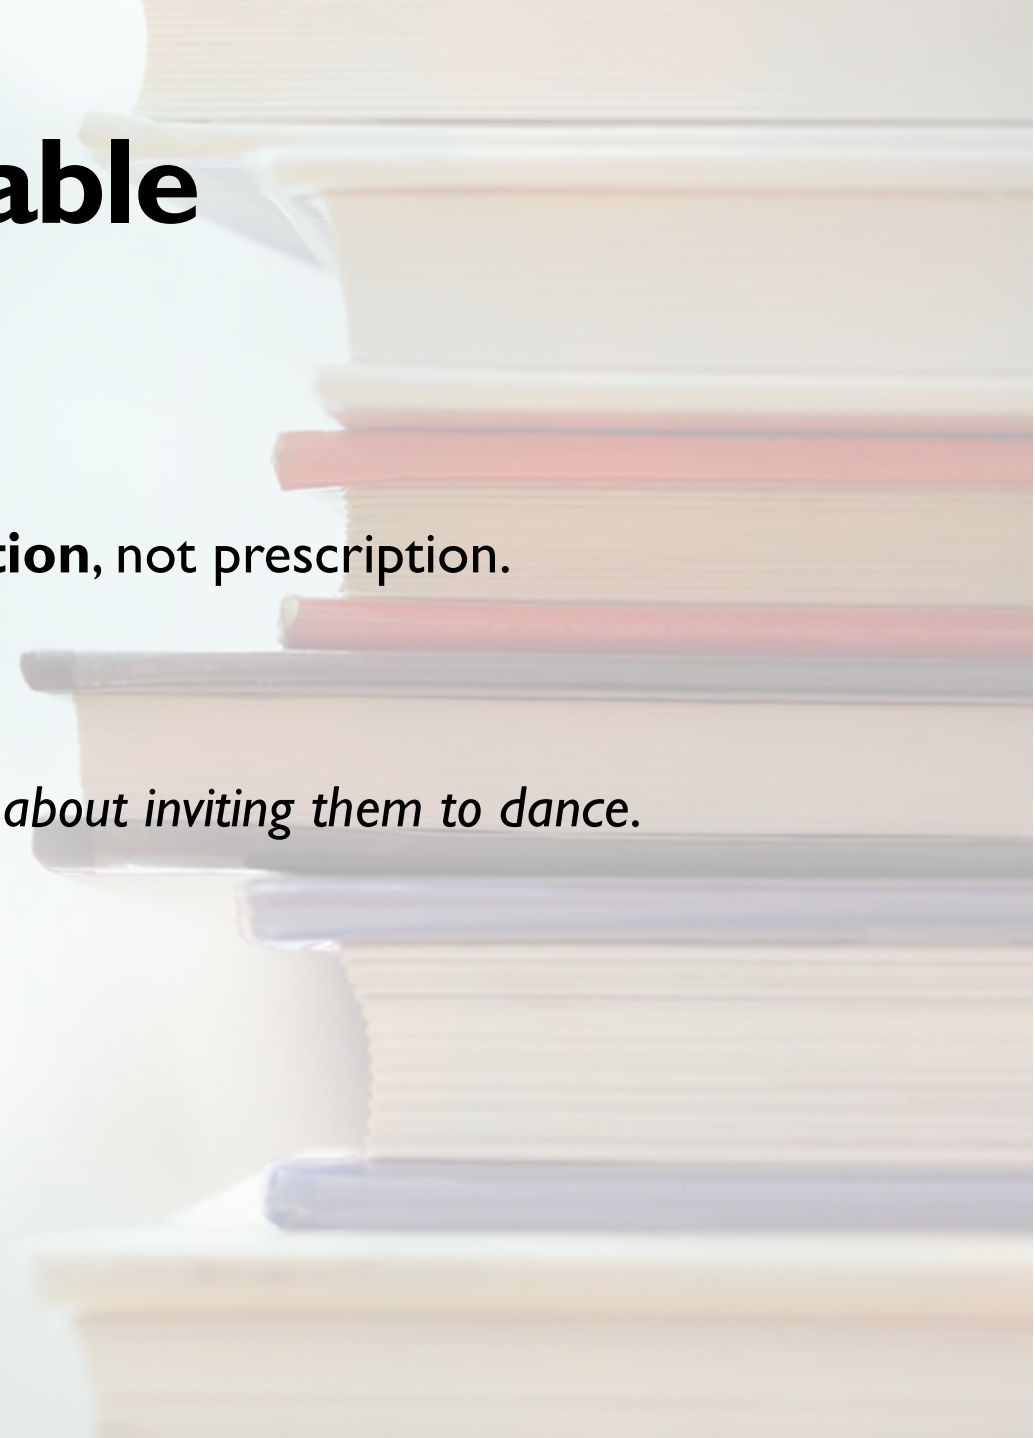 able
tion, not prescription.
about inviting them to dance.